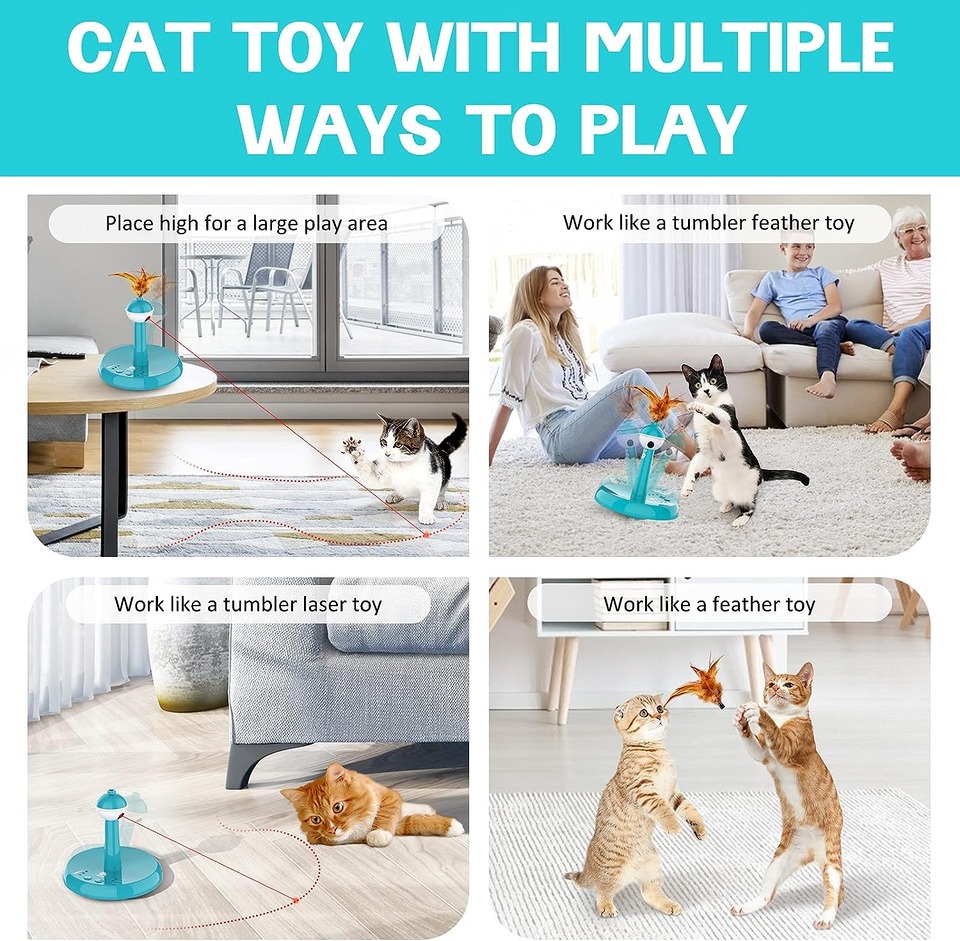 CAT TOY WITH MULTIPLE
WAYS TO PLAY
Place high for a large play area
Work like a tumbler feather toy
Work like a tumbler laser toy
Work like a feather toy